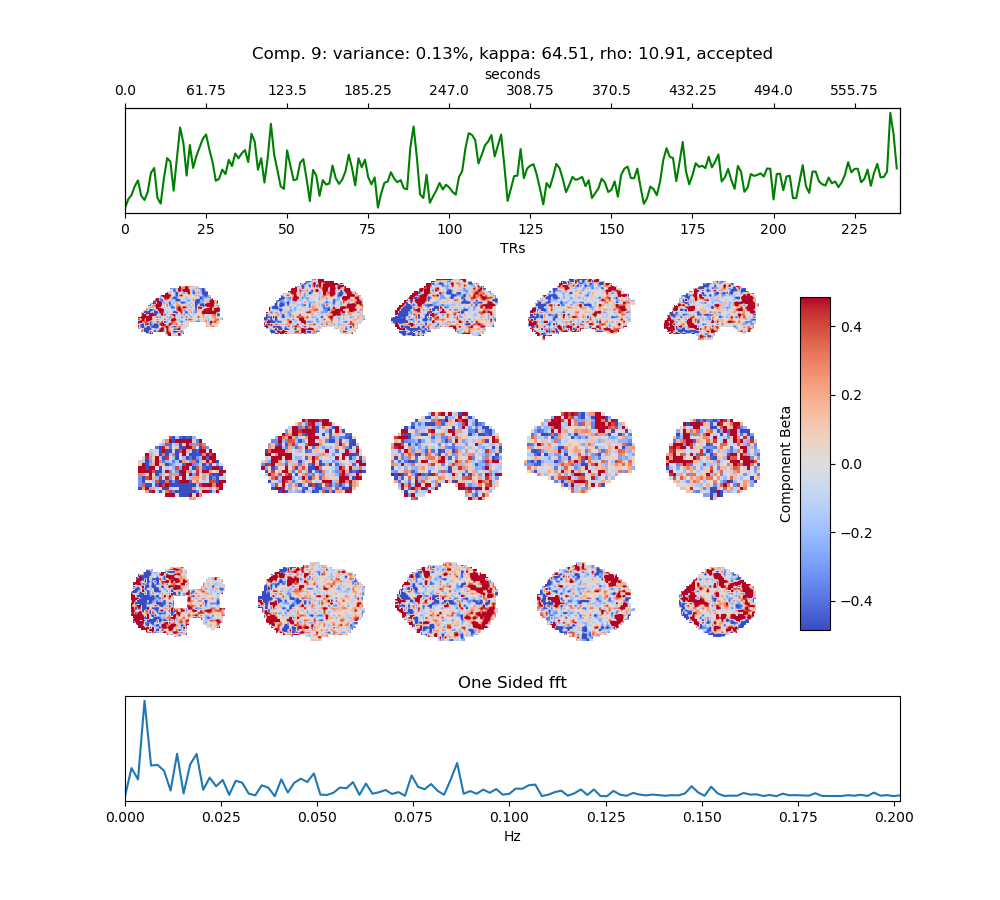 Comp. 9: variance: 0.13%, kappa: 64.51, rho: 10.91, accepted
seconds
0.0 61.75 123.5 185.25 247.0 308.75 370.5 432.25 494.0 555.75
0 25 50 75 100 125 150 175 200 225
TRs
0.4
0.2
0.0
−0.2
−0.4
Component Beta
One Sided fft
0.000 0.025 0.050 0.075 0.100 0.125 0.150 0.175 0.200
Hz